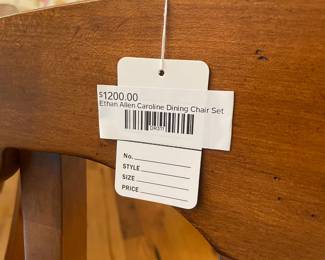 $1200.00
Ethan Allen Caroline Dining Chair Set
No.
STYLE
SIZE
PRICE